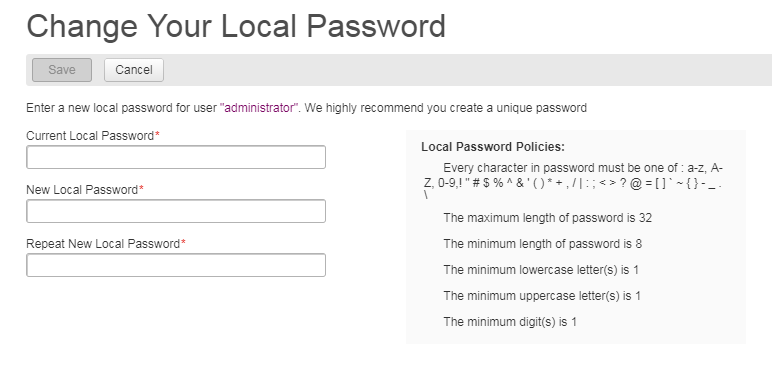 Change Your Local Password
Save Cancel
Enter a new local password for user "administrator". We highly recommend you create a unique password
Current Local Password*
New Local Password*
Repeat New Local Password*
Local Password Policies:
Every character in password must be one of : a-z, A-
Z, 0-9,! " # $ % ^ & ' ( ) * + , / | : ; < > ? @ = [ ] ` ~ { } - _ .
\
The maximum length of password is 32
The minimum length of password is 8
The minimum lowercase letter(s) is 1
The minimum uppercase letter(s) is 1
The minimum digit(s) is 1